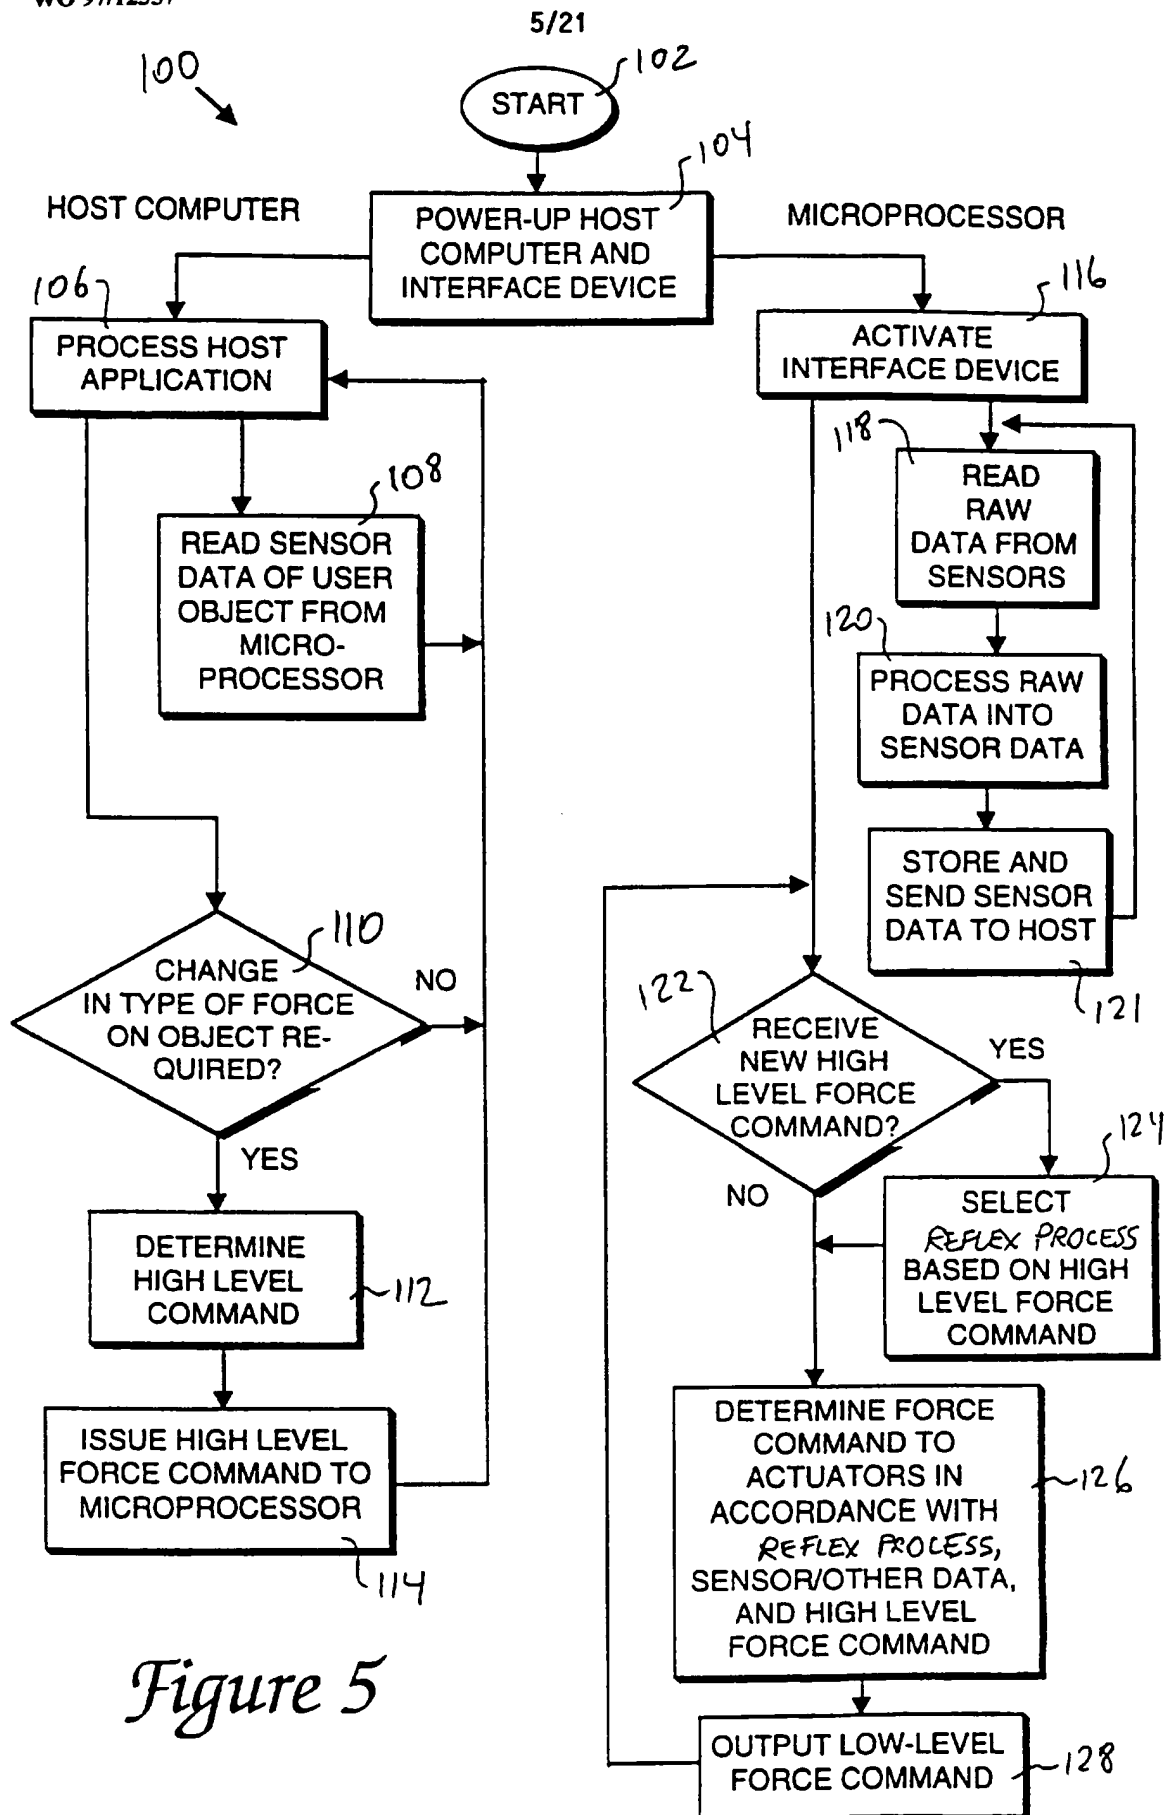 5/21
100
102
START
104
HOST COMPUTER
POWER-UP HOST
COMPUTER AND
INTERFACE DEVICE
MICROPROCESSOR
106
PROCESS HOST
APPLICATION
116
ACTIVATE
INTERFACE DEVICE
108
READ SENSOR
DATA OF USER
OBJECT FROM
MICRO-
PROCESSOR
118
READ
RAW
DATA FROM
SENSORS
120
PROCESS RAW
DATA INTO
SENSOR DATA
STORE AND
SEND SENSOR
DATA TO HOST
121
110
CHANGE
IN TYPE OF FORCE
ON OBJECT RE-
QUIRED?
NO
YES
122
RECEIVE
NEW HIGH
LEVEL FORCE
COMMAND?
YES
NO
124
SELECT
REFLEX PROCESS
BASED ON HIGH
LEVEL FORCE
COMMAND
DETERMINE
HIGH LEVEL
COMMAND
112
ISSUE HIGH LEVEL
FORCE COMMAND TO
MICROPROCESSOR
114
DETERMINE FORCE
COMMAND TO
ACTUATORS IN
ACCORDANCE WITH
REFLEX PROCESS,
SENSOR/OTHER DATA,
AND HIGH LEVEL
FORCE COMMAND
126
Figure 5
OUTPUT LOW-LEVEL
FORCE COMMAND
128